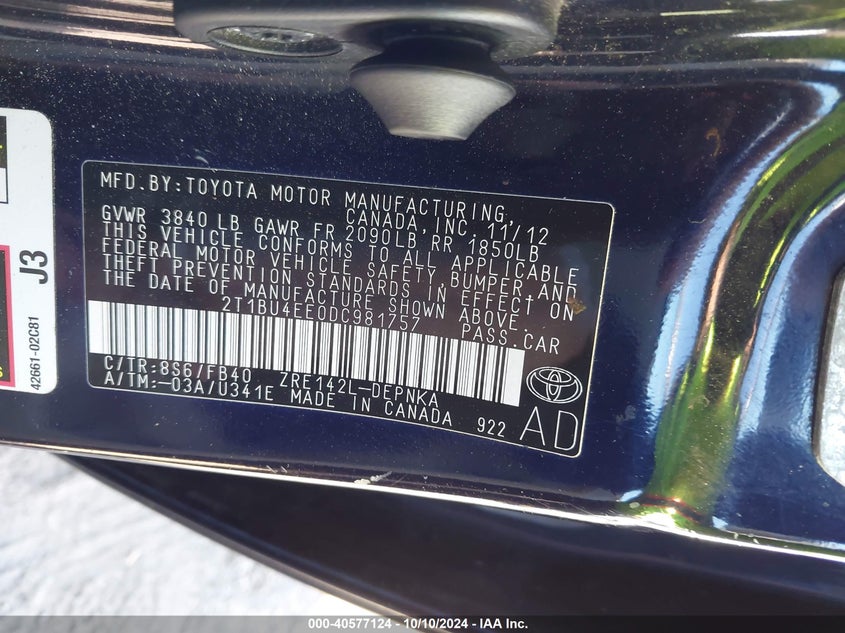 MFD.BY:TOYOTA MOTOR MANUFACTURING,
CANADA, INC. 11/12
GVWR 3840 LB GAWR FR 2090LB RR 1850LB
THIS VEHICLE CONFORMS TO ALL APPLICABLE
FEDERAL MOTOR VEHICLE SAFETY,BUMPER,AND
THEFT PREVENTION STANDARDS IN EFFECT ON
THE DATE OF MANUFACTURE SHOWN ABOVE.
2T1BU4EE0DC981757 PASS.CAR
C/TR:8S6/FB40 ZRE142L-DEPNKA
A/TM:-03A/U341E MADE IN CANADA 922
AD
J3
42661-02C81
000-40577124 - 10/10/2024 - IAA Inc.